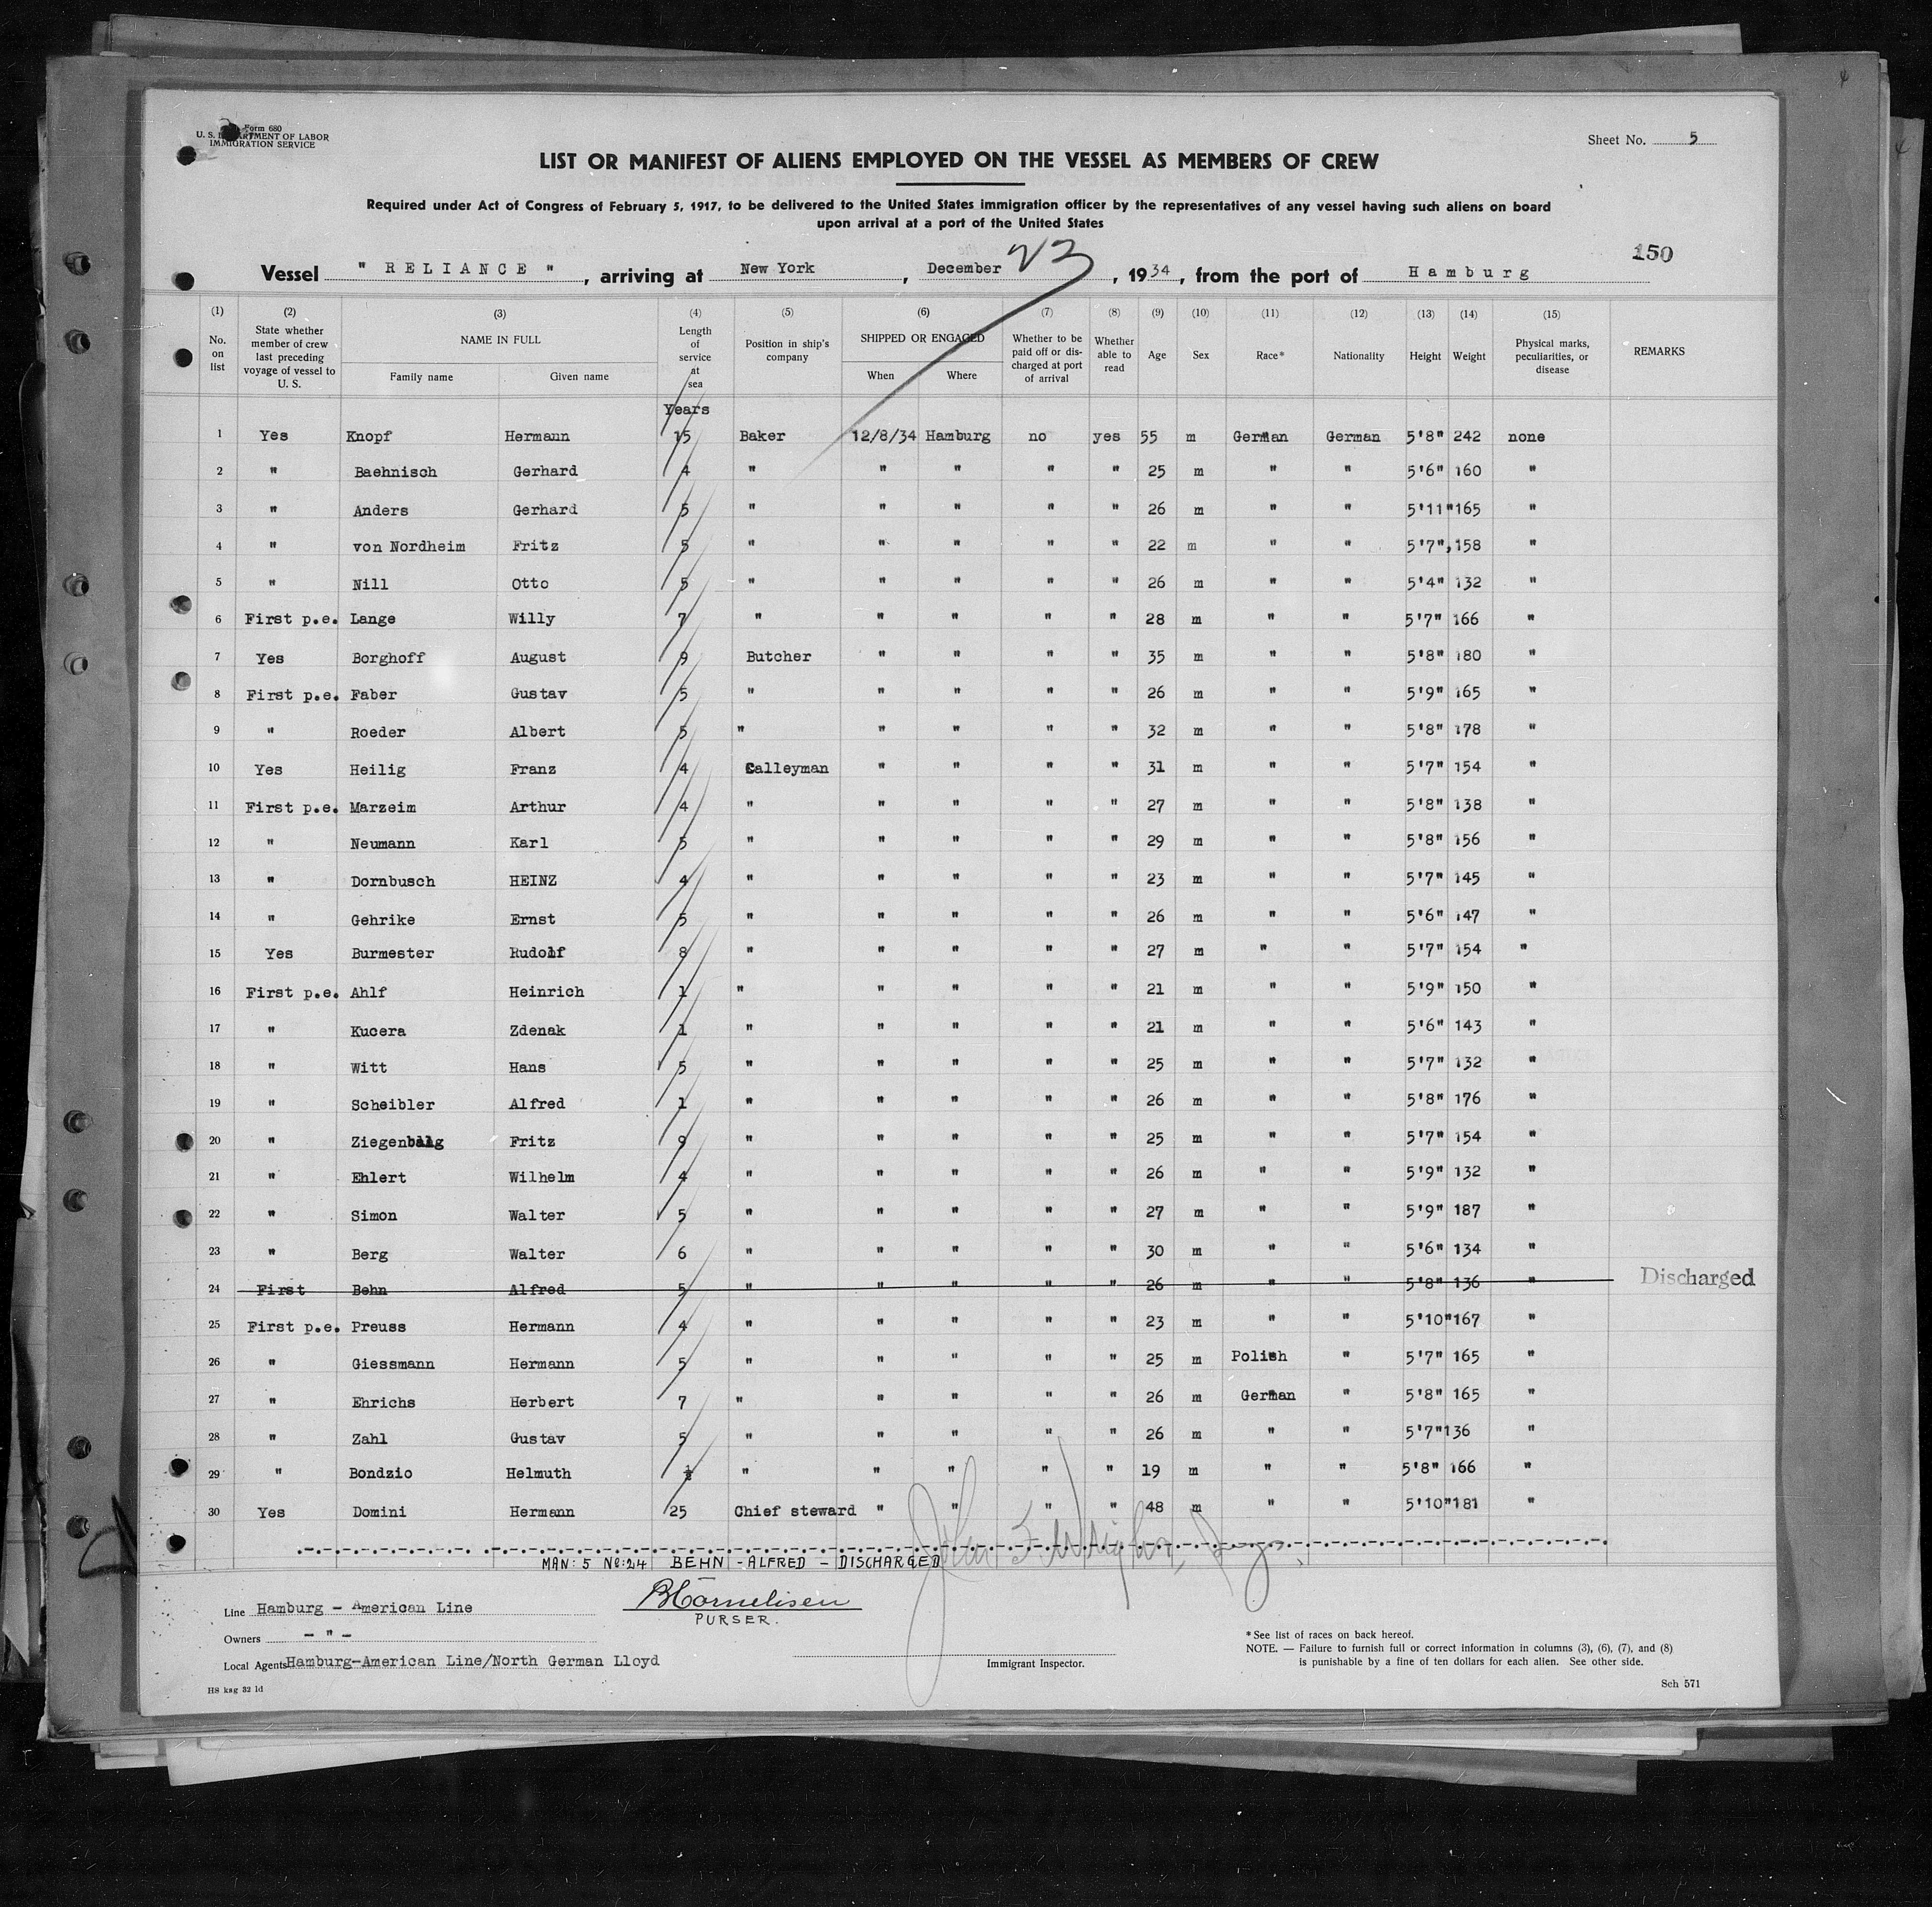 Form 680
U. S. DEPARTMENT OF LABOR
IMMIGRATION SERVICE
Sheet No. 5
LIST OR MANIFEST OF ALIENS EMPLOYED ON THE VESSEL AS MEMBERS OF CREW
Required under Act of Congress of February 5, 1917, to be delivered to the United States immigration officer by the representatives of any vessel having such aliens on board
upon arrival at a port of the United States
150
Vessel " RELIANCE " , arriving at New York , December 23 , 1934 , from the port of Hamburg
(1) (2) (3) (4) (5) (6) (7) (8) (9) (10) (11) (12) (13) (14) (15)
No. on list State whether member of crew last preceding voyage of vessel to U. S. NAME IN FULL Family name Given name Length of service at sea Position in ship's company SHIPPED OR ENGAGED When Where Whether to be paid off or discharged at port of arrival Whether able to read Age Sex Race* Nationality Height Weight Physical marks, peculiarities, or disease REMARKS
Years
1 Yes Knopf Hermann 15 Baker 12/8/34 Hamburg no yes 55 m German German 5'8" 242 none
2 " Baehnisch Gerhard 4 " " " " " 25 m " " 5'6" 160 "
3 " Anders Gerhard 5 " " " " " 26 m " " 5'11" 165 "
4 " von Nordheim Fritz 5 " " " " " 22 m " " 5'7", 158 "
5 " Nill Otto 5 " " " " " 26 m " " 5'4" 132 "
6 First p.e. Lange Willy 7 " " " " " 28 m " " 5'7" 166 "
7 Yes Borghoff August 9 Butcher " " " " 35 m " " 5'8" 180 "
8 First p.e. Faber Gustav 5 " " " " " 26 m " " 5'9" 165 "
9 " Roeder Albert 5 " " " " " 32 m " " 5'8" 178 "
10 Yes Heilig Franz 4 Galleyman " " " " 31 m " " 5'7" 154 "
11 First p.e. Marzeim Arthur 4 " " " " " 27 m " " 5'8" 138 "
12 " Neumann Karl 5 " " " " " 29 m " " 5'8" 156 "
13 " Dornbusch HEINZ 4 " " " " " 23 m " " 5'7" 145 "
14 " Gehrike Ernst 5 " " " " " 26 m " " 5'6" 147 "
15 Yes Burmester Rudolf 8 " " " " " 27 m " " 5'7" 154 "
16 First p.e. Ahlf Heinrich 1 " " " " " 21 m " " 5'9" 150 "
17 " Kucera Zdenak 1 " " " " " 21 m " " 5'6" 143 "
18 " Witt Hans 5 " " " " " 25 m " " 5'7" 132 "
19 " Scheibler Alfred 1 " " " " " 26 m " " 5'8" 176 "
20 " Ziegenbalg Fritz 9 " " " " " 25 m " " 5'7" 154 "
21 " Ehlert Wilhelm 4 " " " " " 26 m " " 5'9" 132 "
22 " Simon Walter 5 " " " " " 27 m " " 5'9" 187 "
23 " Berg Walter 6 " " " " " 30 m " " 5'6" 134 "
24 First Behn Alfred 5 " " " " " 26 m " " 5'8" 136 " Discharged
25 First p.e. Preuss Hermann 4 " " " " " 23 m " " 5'10" 167 "
26 " Giessmann Hermann 5 " " " " " 25 m Polish " 5'7" 165 "
27 " Ehrichs Herbert 7 " " " " " 26 m German " 5'8" 165 "
28 " Zahl Gustav 5 " " " " " 26 m " " 5'7" 136 "
29 " Bondzio Helmuth " " " " " 19 m " " 5'8" 166 "
30 Yes Domini Hermann 25 Chief steward " " " " 48 m " " 5'10" 181 "
MAN: 5 No: 24 BEHN - ALFRED - DISCHARGED
Line Hamburg - American Line
PURSER.
Owners - " -
Local Agents Hamburg-American Line/North German Lloyd
Immigrant Inspector.
* See list of races on back hereof.
NOTE. — Failure to furnish full or correct information in columns (3), (6), (7), and (8)
is punishable by a fine of ten dollars for each alien. See other side.
HS kag 32 1d
Sch 571